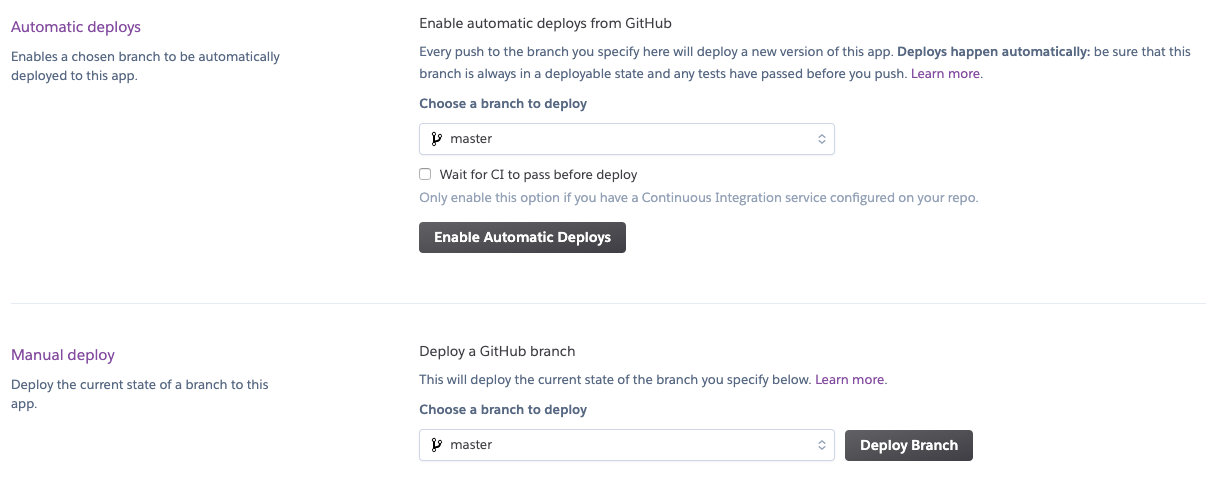 Automatic deploys
Enables a chosen branch to be automatically
deployed to this app.
Enable automatic deploys from GitHub
Every push to the branch you specify here will deploy a new version of this app. Deploys happen automatically: be sure that this
branch is always in a deployable state and any tests have passed before you push. Learn more.
Choose a branch to deploy
master
Wait for CI to pass before deploy
Only enable this option if you have a Continuous Integration service configured on your repo.
Enable Automatic Deploys
Manual deploy
Deploy the current state of a branch to this
app.
Deploy a GitHub branch
This will deploy the current state of the branch you specify below. Learn more.
Choose a branch to deploy
master
Deploy Branch